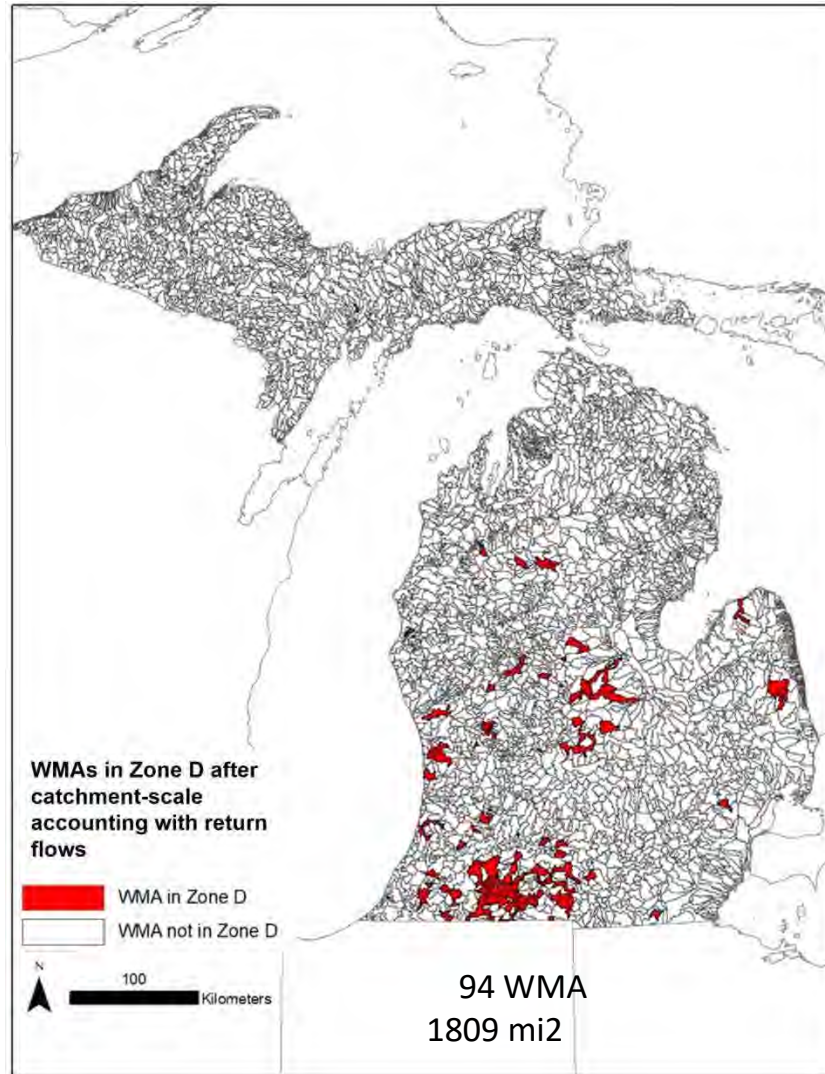 WMAs in Zone D after
catchment-scale
accounting with return
flows
WMA in Zone D
WMA not in Zone D
N
100
Kilometers
94 WMA
1809 mi2